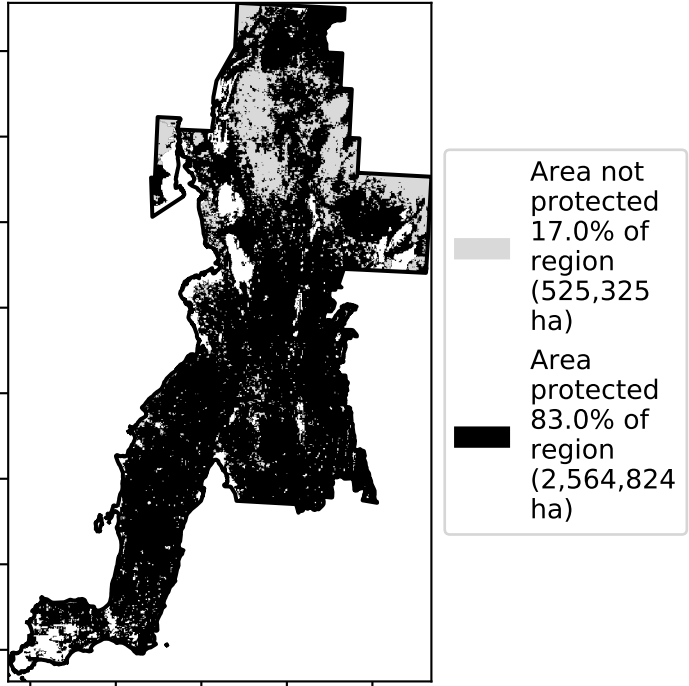 Area not
protected
17.0% of
region
(525,325
ha)
Area
protected
83.0% of
region
(2,564,824
ha)